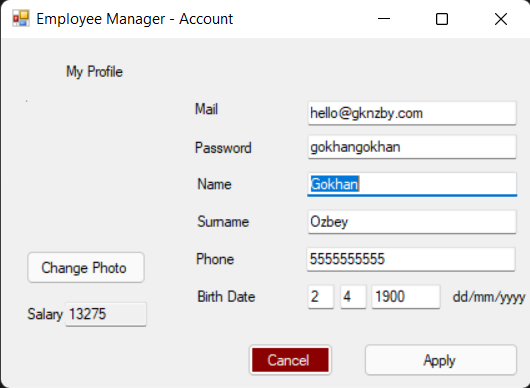 Employee Manager - Account
My Profile
Mail hello@gknzby.com
Password gokhangokhan
Name Gokhan
Surname Ozbey
Phone 5555555555
Change Photo
Birth Date 2 4 1900 dd/mm/yyyy
Salary 13275
Cancel Apply